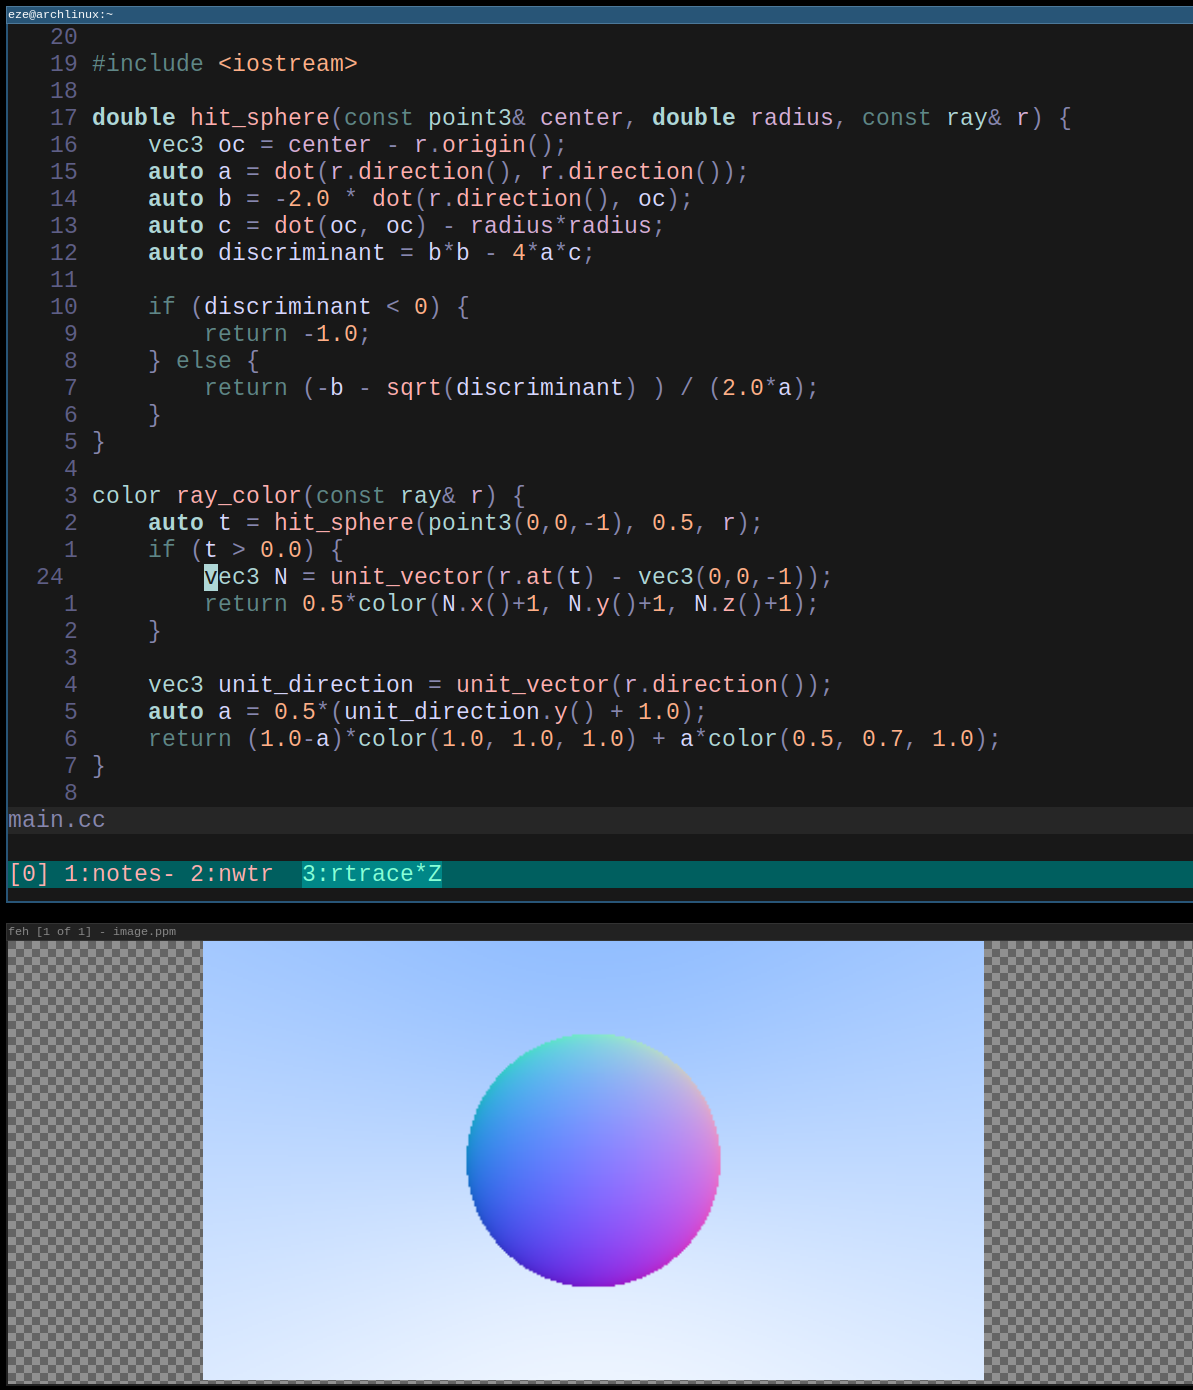 eze@archlinux:~
20
19 #include <iostream>
18
17 double hit_sphere(const point3& center, double radius, const ray& r) {
16     vec3 oc = center - r.origin();
15     auto a = dot(r.direction(), r.direction());
14     auto b = -2.0 * dot(r.direction(), oc);
13     auto c = dot(oc, oc) - radius*radius;
12     auto discriminant = b*b - 4*a*c;
11
10     if (discriminant < 0) {
9         return -1.0;
8     } else {
7         return (-b - sqrt(discriminant) ) / (2.0*a);
6     }
5 }
4
3 color ray_color(const ray& r) {
2     auto t = hit_sphere(point3(0,0,-1), 0.5, r);
1     if (t > 0.0) {
24         vec3 N = unit_vector(r.at(t) - vec3(0,0,-1));
1         return 0.5*color(N.x()+1, N.y()+1, N.z()+1);
2     }
3
4     vec3 unit_direction = unit_vector(r.direction());
5     auto a = 0.5*(unit_direction.y() + 1.0);
6     return (1.0-a)*color(1.0, 1.0, 1.0) + a*color(0.5, 0.7, 1.0);
7 }
8
main.cc
[0] 1:notes- 2:nwtr  3:rtrace*Z
feh [1 of 1] - image.ppm